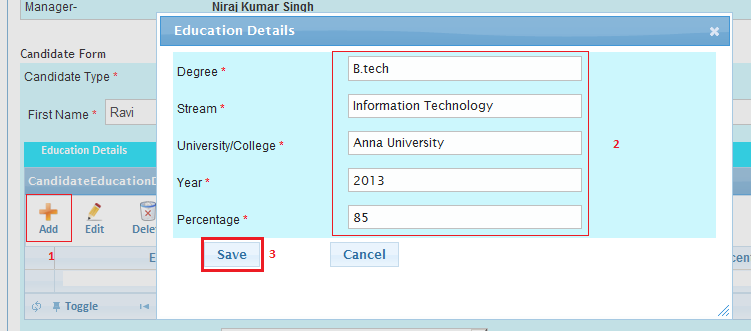 Manager- Niraj Kumar Singh
Education Details
Candidate Form
Candidate Type *
First Name * Ravi
Degree * B.tech
Stream * Information Technology
University/College * Anna University
2
Year * 2013
Percentage * 85
Save 3
Cancel
Education Details
CandidateEducationD
Add
Edit
Delet
1
E
cent
Toggle